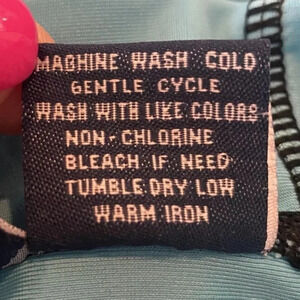 MACHINE WASH COLD
GENTLE CYCLE
WASH WITH LIKE COLORS
NON-CHLORINE
BLEACH IF NEED
TUMBLE DRY LOW
WARM IRON